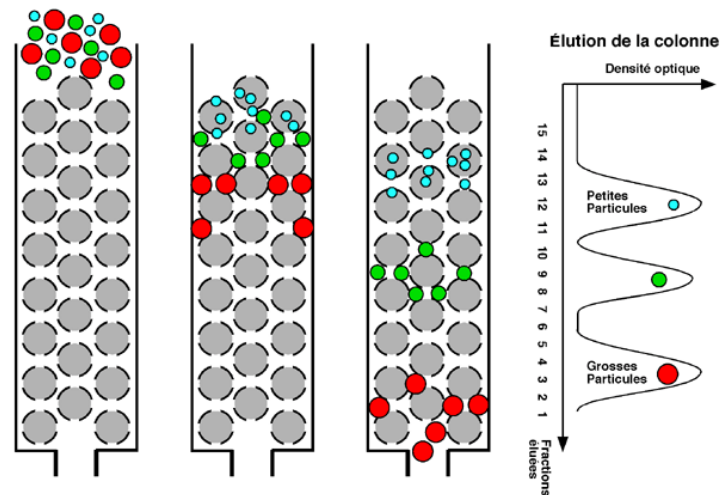 Élution de la colonne
Densité optique
15
14
13
12
11
10
9
8
7
6
5
4
3
2
1
Petites
Particules
Grosses
Particules
Fractions
éluées